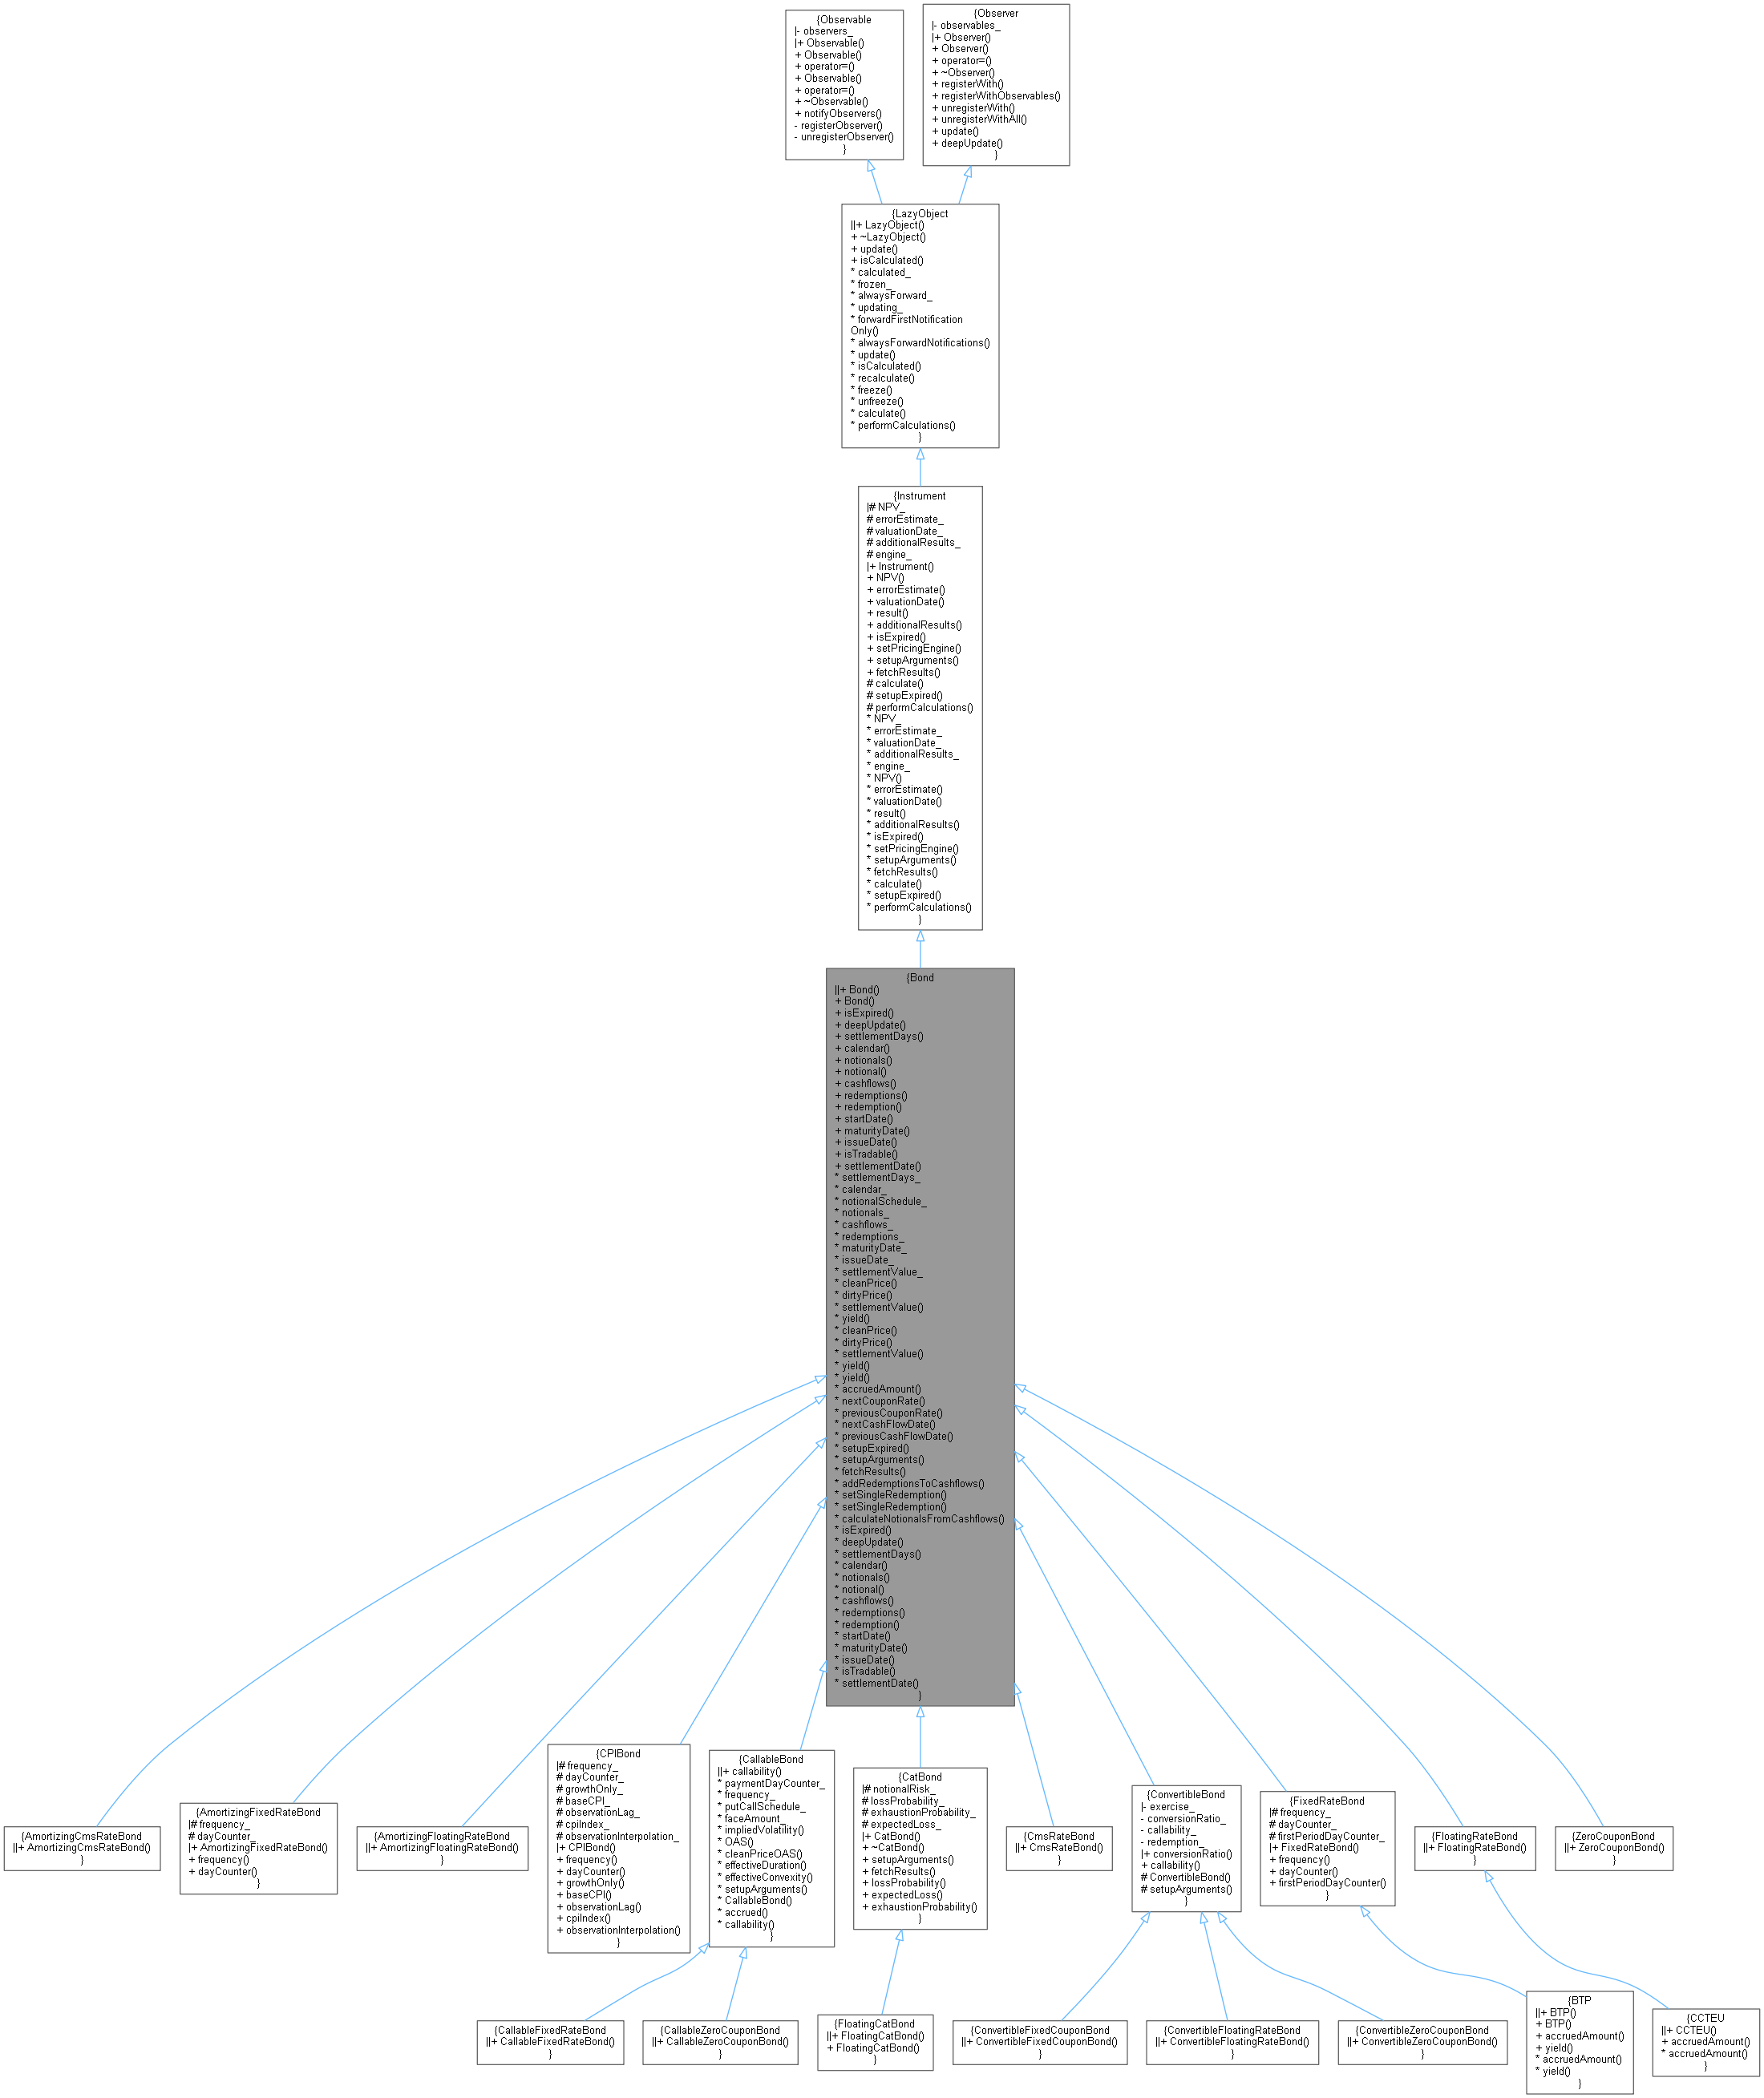 {Observable
|- observers_
|+ Observable()
+ Observable()
+ operator=()
+ Observable()
+ operator=()
+ ~Observable()
+ notifyObservers()
- registerObserver()
- unregisterObserver()
}
{Observer
|- observables_
|+ Observer()
+ Observer()
+ operator=()
+ ~Observer()
+ registerWith()
+ registerWithObservables()
+ unregisterWith()
+ unregisterWithAll()
+ update()
+ deepUpdate()
}
{LazyObject
||+ LazyObject()
+ ~LazyObject()
+ update()
+ isCalculated()
* calculated_
* frozen_
* alwaysForward_
* updating_
* forwardFirstNotification
Only()
* alwaysForwardNotifications()
* update()
* isCalculated()
* recalculate()
* freeze()
* unfreeze()
* calculate()
* performCalculations()
}
{Instrument
|# NPV_
# errorEstimate_
# valuationDate_
# additionalResults_
# engine_
|+ Instrument()
+ NPV()
+ errorEstimate()
+ valuationDate()
+ result()
+ additionalResults()
+ isExpired()
+ setPricingEngine()
+ setupArguments()
+ fetchResults()
# calculate()
# setupExpired()
# performCalculations()
* NPV_
* errorEstimate_
* valuationDate_
* additionalResults_
* engine_
* NPV()
* errorEstimate()
* valuationDate()
* result()
* additionalResults()
* isExpired()
* setPricingEngine()
* setupArguments()
* fetchResults()
* calculate()
* setupExpired()
* performCalculations()
}
{Bond
||+ Bond()
+ Bond()
+ isExpired()
+ deepUpdate()
+ settlementDays()
+ calendar()
+ notionals()
+ notional()
+ cashflows()
+ redemptions()
+ redemption()
+ startDate()
+ maturityDate()
+ issueDate()
+ isTradable()
+ settlementDate()
* settlementDays_
* calendar_
* notionalSchedule_
* notionals_
* cashflows_
* redemptions_
* maturityDate_
* issueDate_
* settlementValue_
* cleanPrice()
* dirtyPrice()
* settlementValue()
* yield()
* cleanPrice()
* dirtyPrice()
* settlementValue()
* yield()
* yield()
* accruedAmount()
* nextCouponRate()
* previousCouponRate()
* nextCashFlowDate()
* previousCashFlowDate()
* setupExpired()
* setupArguments()
* fetchResults()
* addRedemptionsToCashflows()
* setSingleRedemption()
* setSingleRedemption()
* calculateNotionalsFromCashflows()
* isExpired()
* deepUpdate()
* settlementDays()
* calendar()
* notionals()
* notional()
* cashflows()
* redemptions()
* redemption()
* startDate()
* maturityDate()
* issueDate()
* isTradable()
* settlementDate()
}
{AmortizingCmsRateBond
||+ AmortizingCmsRateBond()
}
{AmortizingFixedRateBond
|# frequency_
# dayCounter_
|+ AmortizingFixedRateBond()
+ frequency()
+ dayCounter()
}
{AmortizingFloatingRateBond
||+ AmortizingFloatingRateBond()
}
{CPIBond
|# frequency_
# dayCounter_
# growthOnly_
# baseCPI_
# observationLag_
# cpiIndex_
# observationInterpolation_
|+ CPIBond()
+ frequency()
+ dayCounter()
+ growthOnly()
+ baseCPI()
+ observationLag()
+ cpiIndex()
+ observationInterpolation()
}
{CallableBond
||+ callability()
* paymentDayCounter_
* frequency_
* putCallSchedule_
* faceAmount_
* impliedVolatility()
* OAS()
* cleanPriceOAS()
* effectiveDuration()
* effectiveConvexity()
* setupArguments()
* CallableBond()
* accrued()
* callability()
}
{CatBond
|# notionalRisk_
# lossProbability_
# exhaustionProbability_
# expectedLoss_
|+ CatBond()
+ ~CatBond()
+ setupArguments()
+ fetchResults()
+ lossProbability()
+ expectedLoss()
+ exhaustionProbability()
}
{CmsRateBond
||+ CmsRateBond()
}
{ConvertibleBond
|- exercise_
- conversionRatio_
- callability_
- redemption_
|+ conversionRatio()
+ callability()
# ConvertibleBond()
# setupArguments()
}
{FixedRateBond
|# frequency_
# dayCounter_
# firstPeriodDayCounter_
|+ FixedRateBond()
+ frequency()
+ dayCounter()
+ firstPeriodDayCounter()
}
{FloatingRateBond
||+ FloatingRateBond()
}
{ZeroCouponBond
||+ ZeroCouponBond()
}
{CallableFixedRateBond
||+ CallableFixedRateBond()
}
{CallableZeroCouponBond
||+ CallableZeroCouponBond()
}
{FloatingCatBond
||+ FloatingCatBond()
+ FloatingCatBond()
}
{ConvertibleFixedCouponBond
||+ ConvertibleFixedCouponBond()
}
{ConvertibleFloatingRateBond
||+ ConvertibleFloatingRateBond()
}
{ConvertibleZeroCouponBond
||+ ConvertibleZeroCouponBond()
}
{BTP
||+ BTP()
+ BTP()
+ accruedAmount()
+ yield()
* accruedAmount()
* yield()
}
{CCTEU
||+ CCTEU()
+ accruedAmount()
* accruedAmount()
}